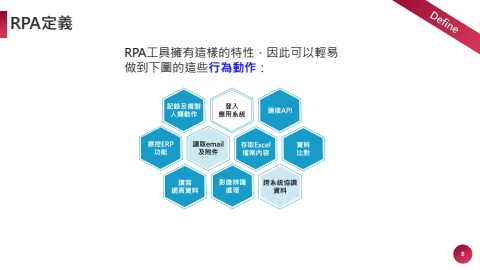 RPA定義
Define
RPA工具擁有這樣的特性，因此可以輕易
做到下圖的這些行為動作：
記錄及複製
人類動作
登入
應用系統
連接API
操控ERP
功能
讀取email
及附件
存取Excel
檔案內容
資料
比對
讀寫
網頁資料
影像辨識
處理
跨系統協調
資料
5